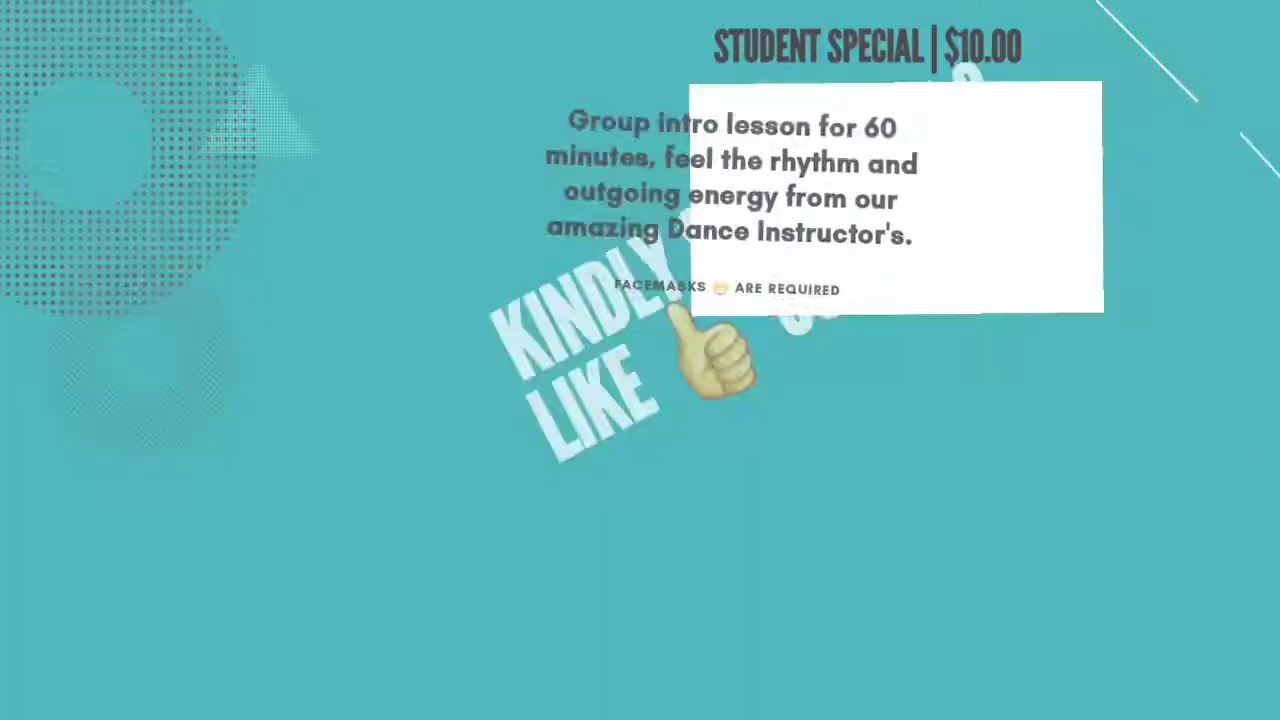 STUDENT SPECIAL | $10.00
Group intro lesson for 60
minutes, feel the rhythm and
outgoing energy from our
amazing Dance Instructor's.
FACEMASKS 😷 ARE REQUIRED
KINDLY
LIKE 👍